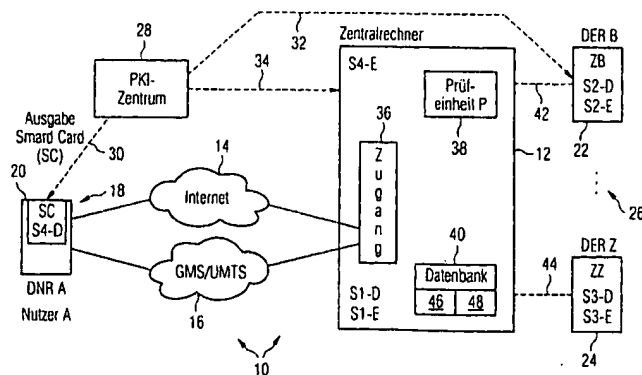 32
28
PKI-
Zentrum
34
Ausgabe
Smard Card
(SC)
30
20
18
SC
S4-D
DNR A
Nutzer A
14
Internet
GMS/UMTS
16
10
Zentralrechner
S4-E
36
Zugang
Prüf-
einheit P
38
12
40
Datenbank
46 48
S1-D
S1-E
DER B
ZB
S2-D
S2-E
42
22
26
DER Z
ZZ
S3-D
S3-E
44
24